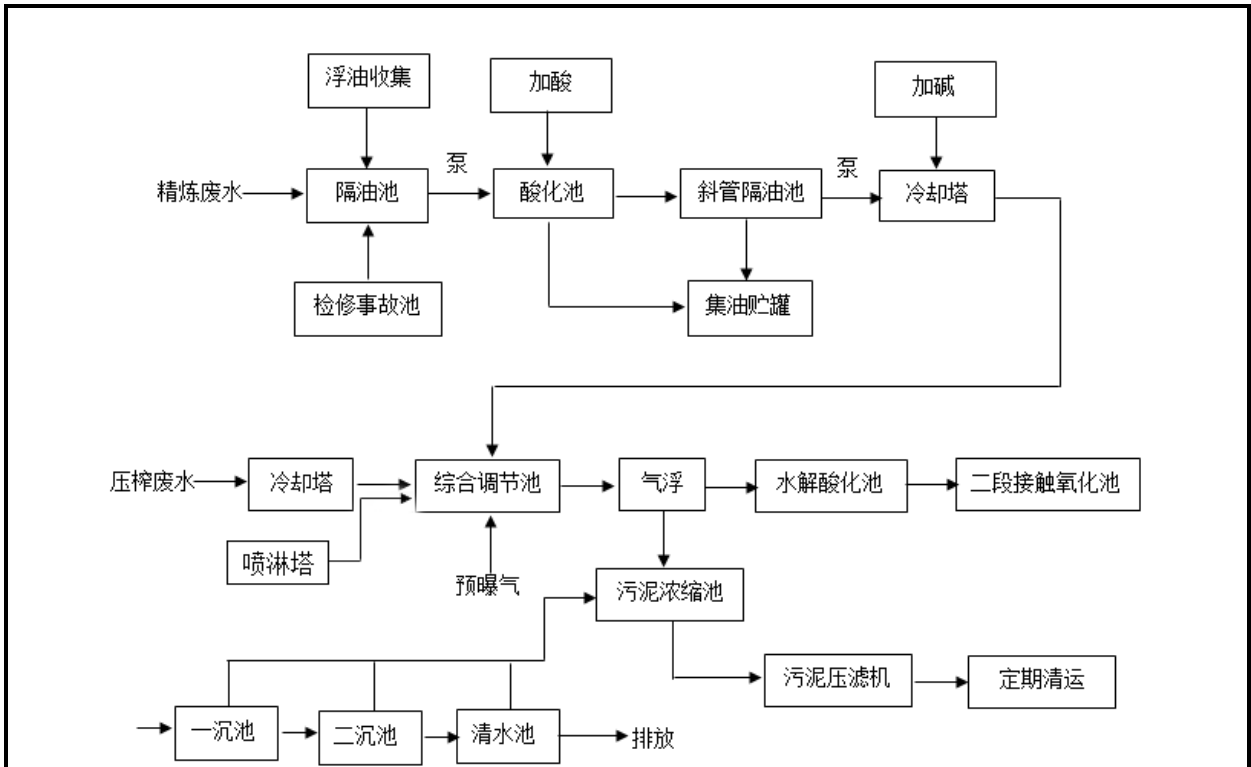 浮油收集
加酸
加碱
精炼废水
隔油池
泵
酸化池
斜管隔油池
泵
冷却塔
检修事故池
集油贮罐
压榨废水
冷却塔
综合调节池
气浮
水解酸化池
二段接触氧化池
喷淋塔
预曝气
污泥浓缩池
污泥压滤机
定期清运
一沉池
二沉池
清水池
排放